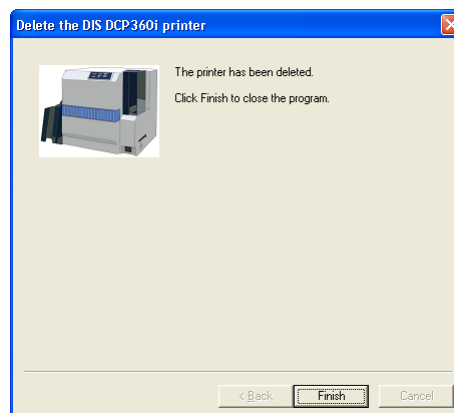 Delete the DIS DCP360i printer
The printer has been deleted.
Click Finish to close the program.
< Back Finish Cancel